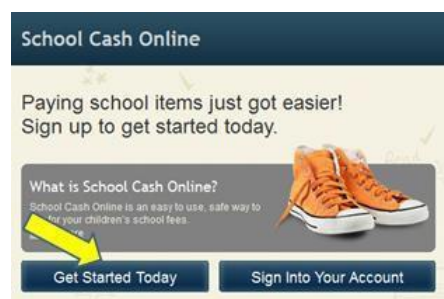 School Cash Online
Paying school items just got easier!
Sign up to get started today.
What is School Cash Online?
School Cash Online is an easy to use, safe way to
for your children's school fees.
Get Started Today
Sign Into Your Account